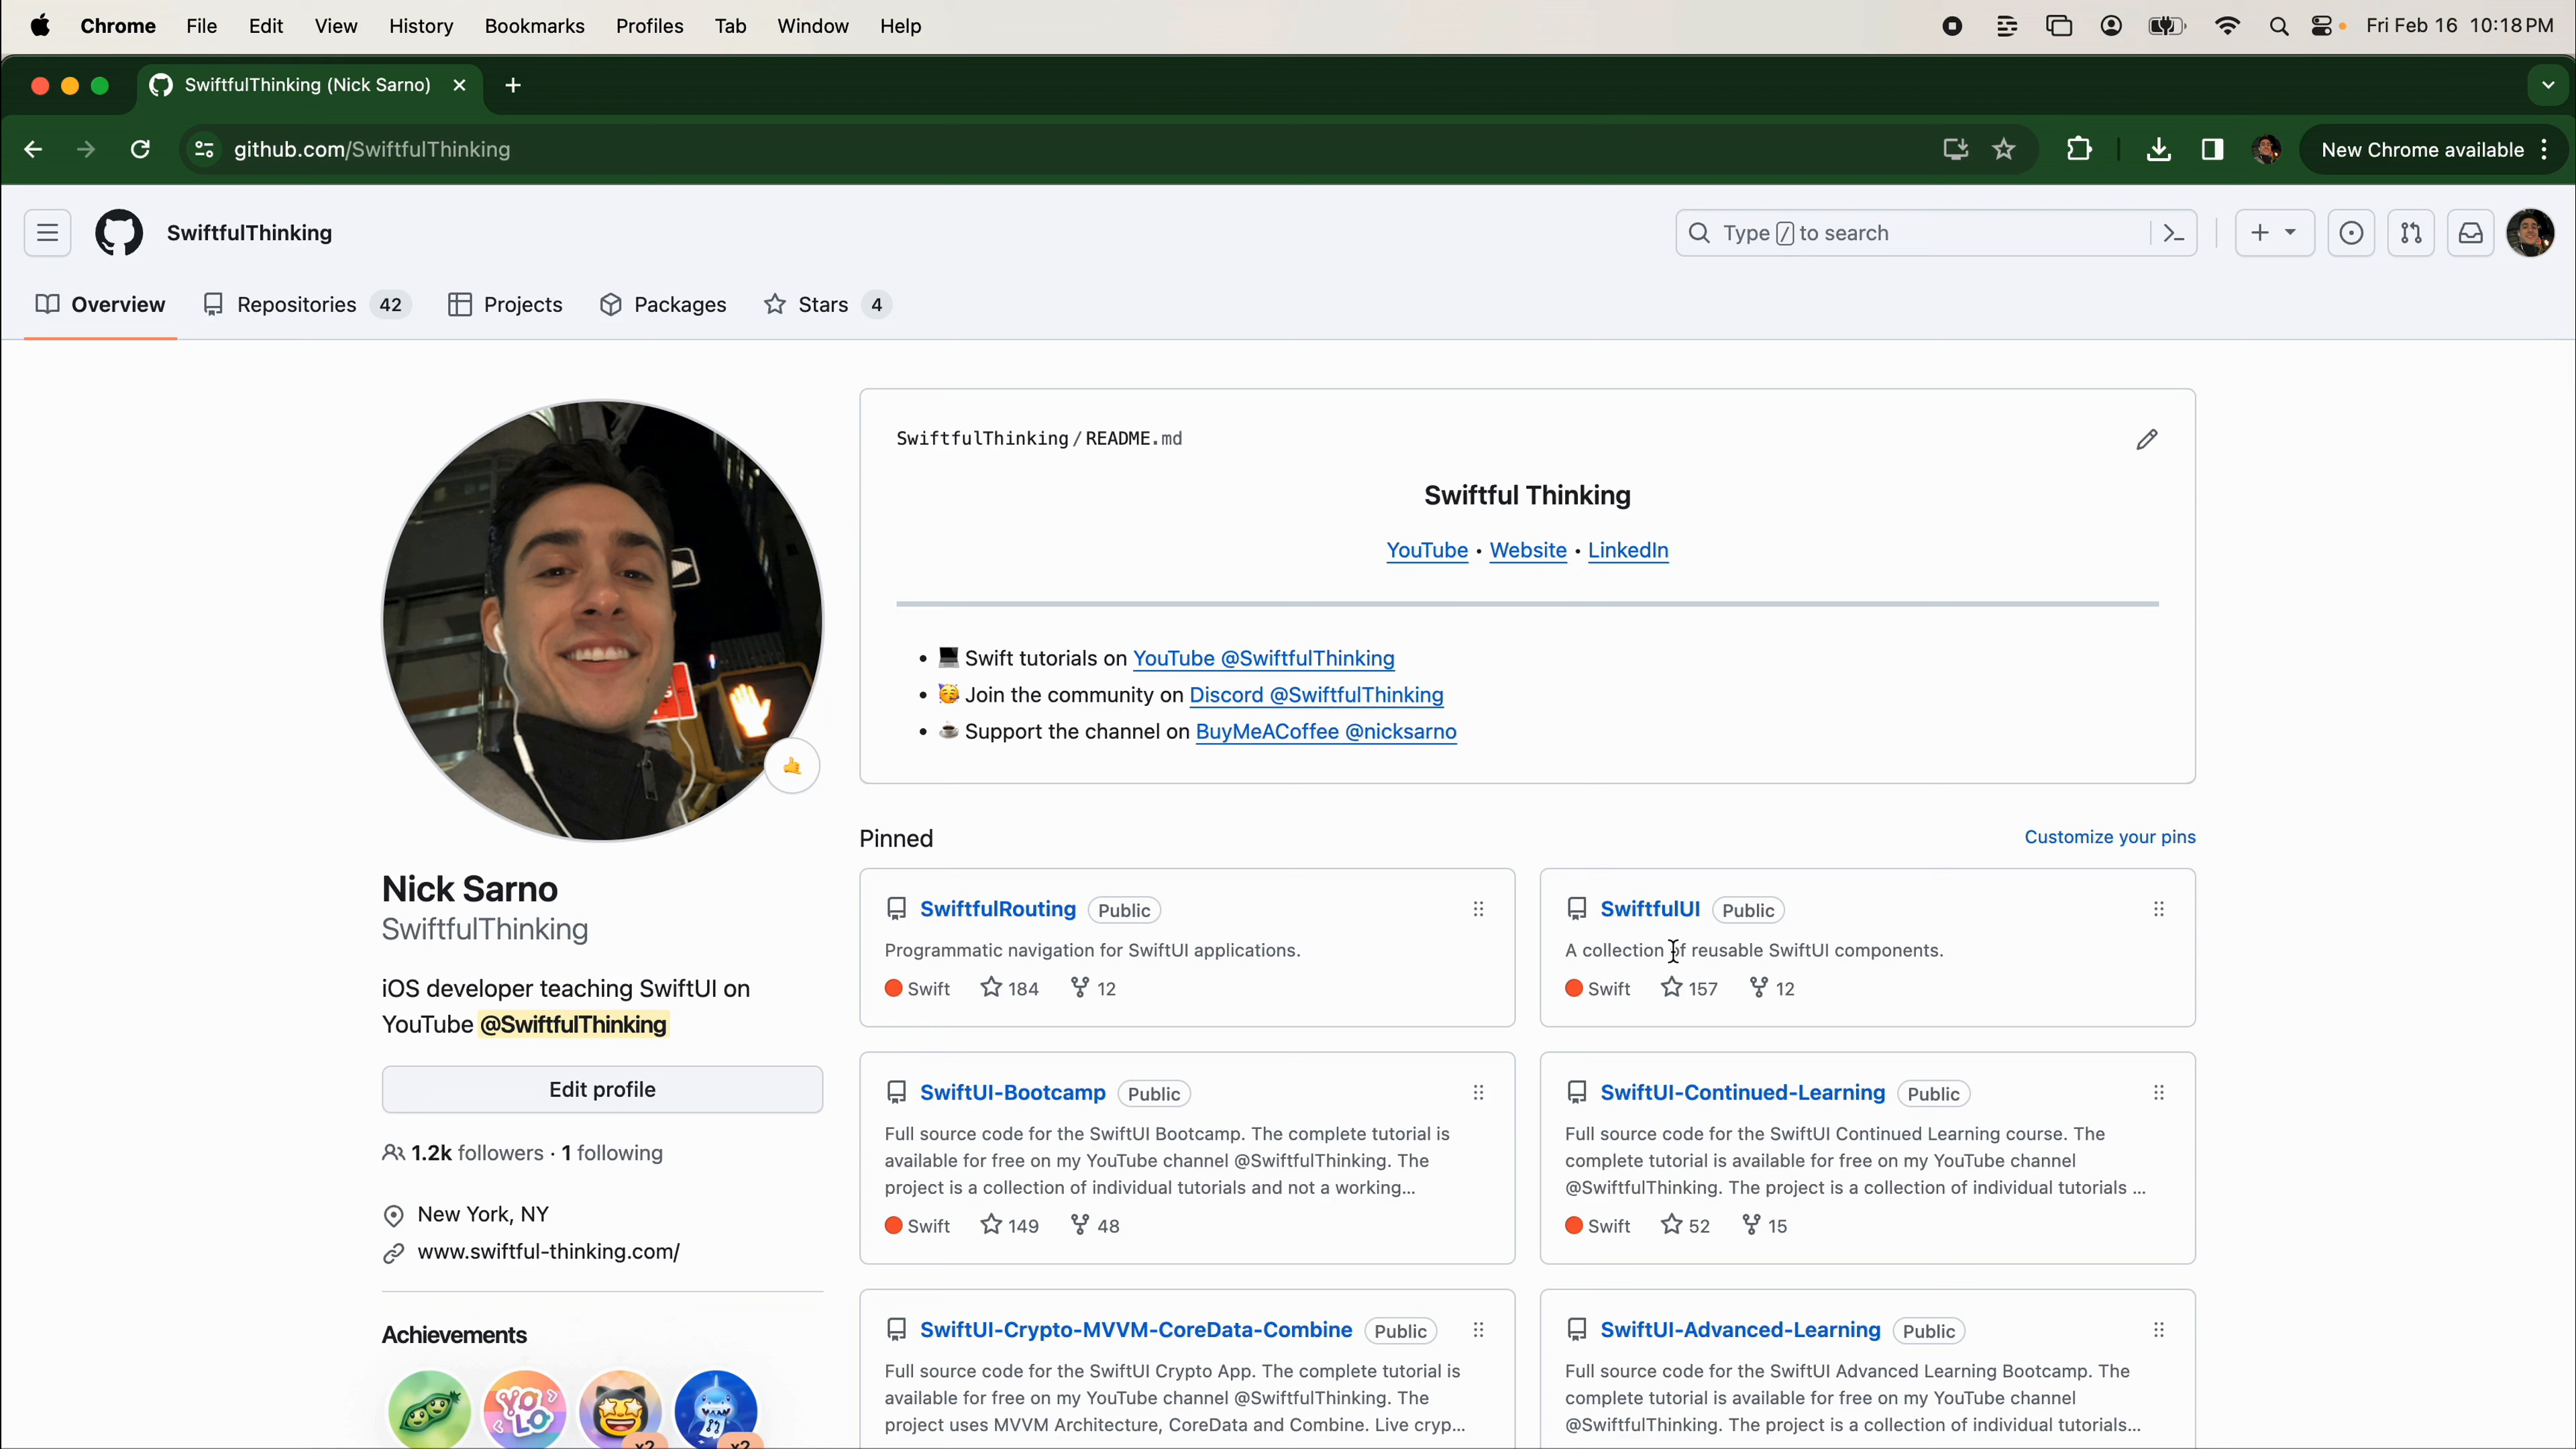 Chrome File Edit View History Bookmarks Profiles Tab Window Help Fri Feb 16 10:18 PM
SwiftfulThinking (Nick Sarno)
github.com/SwiftfulThinking New Chrome available
SwiftfulThinking Type / to search
Overview Repositories 42 Projects Packages Stars 4
SwiftfulThinking/README.md
Swiftful Thinking
YouTube • Website • LinkedIn
• 💻 Swift tutorials on YouTube @SwiftfulThinking
• 🥳 Join the community on Discord @SwiftfulThinking
• ☕ Support the channel on BuyMeACoffee @nicksarno
Nick Sarno
SwiftfulThinking
iOS developer teaching SwiftUI on
YouTube @SwiftfulThinking
Edit profile
1.2k followers · 1 following
New York, NY
www.swiftful-thinking.com/
Achievements
YOLO
x2 x2
Pinned Customize your pins
SwiftfulRouting Public
Programmatic navigation for SwiftUI applications.
Swift 184 12
SwiftfulUI Public
A collection of reusable SwiftUI components.
Swift 157 12
SwiftUI-Bootcamp Public
Full source code for the SwiftUI Bootcamp. The complete tutorial is
available for free on my YouTube channel @SwiftfulThinking. The
project is a collection of individual tutorials and not a working...
Swift 149 48
SwiftUI-Continued-Learning Public
Full source code for the SwiftUI Continued Learning course. The
complete tutorial is available for free on my YouTube channel
@SwiftfulThinking. The project is a collection of individual tutorials ...
Swift 52 15
SwiftUI-Crypto-MVVM-CoreData-Combine Public
Full source code for the SwiftUI Crypto App. The complete tutorial is
available for free on my YouTube channel @SwiftfulThinking. The
project uses MVVM Architecture, CoreData and Combine. Live cryp...
SwiftUI-Advanced-Learning Public
Full source code for the SwiftUI Advanced Learning Bootcamp. The
complete tutorial is available for free on my YouTube channel
@SwiftfulThinking. The project is a collection of individual tutorials...